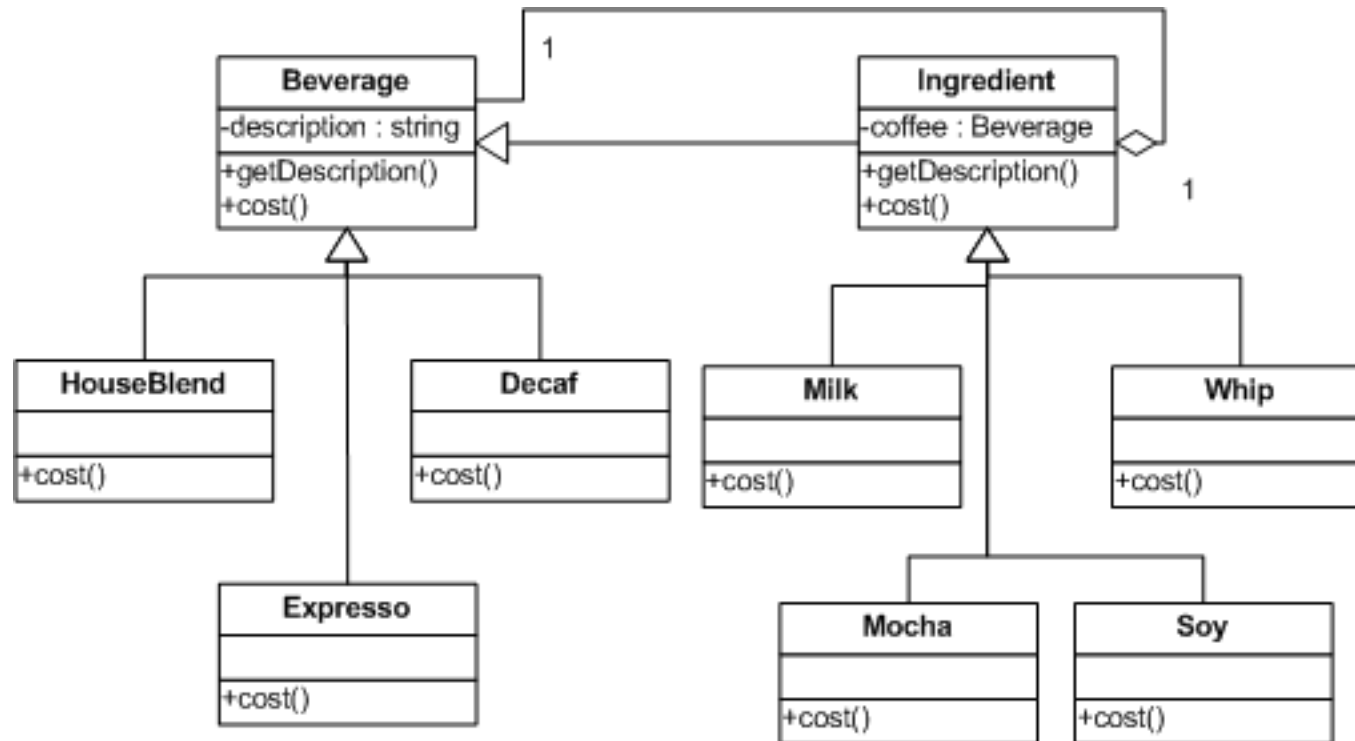 1
Beverage
-description : string
+getDescription()
+cost()
Ingredient
-coffee : Beverage
+getDescription()
+cost()
1
HouseBlend
+cost()
Decaf
+cost()
Milk
+cost()
Whip
+cost()
Expresso
+cost()
Mocha
+cost()
Soy
+cost()